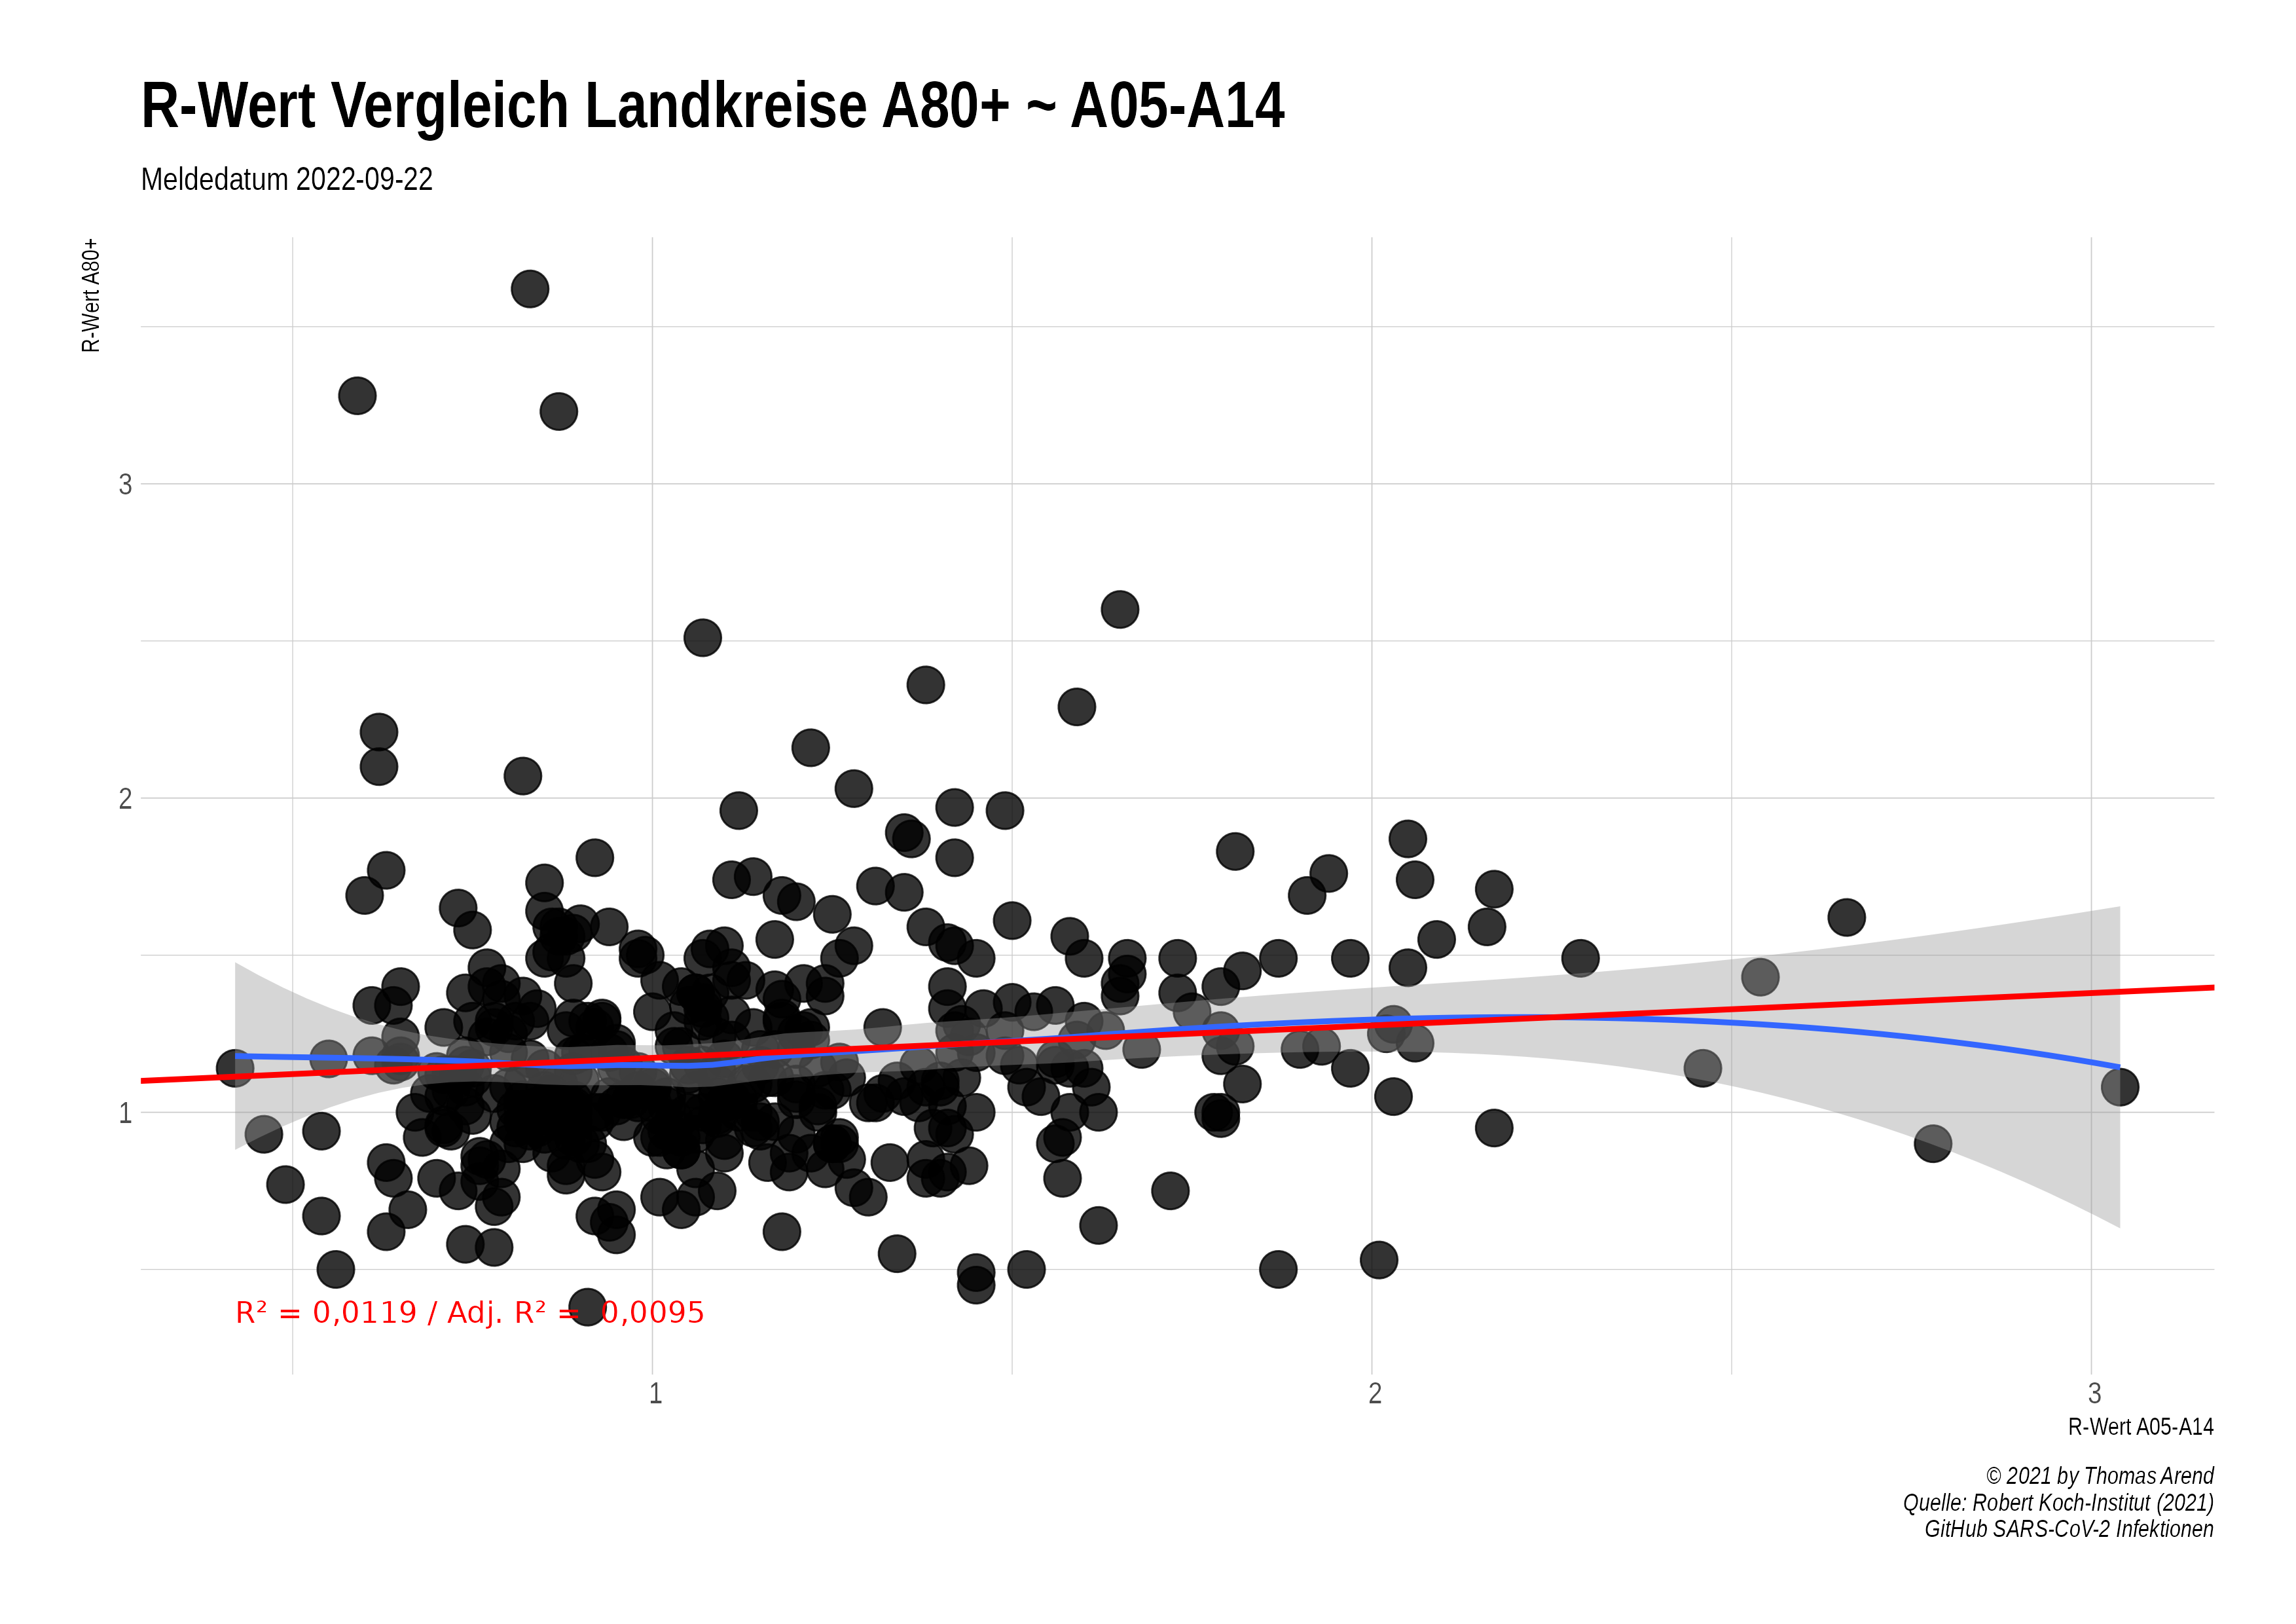 R-Wert Vergleich Landkreise A80+ ~ A05-A14
Meldedatum 2022-09-22
R-Wert A80+
3
2
1
R² = 0,0119 / Adj. R² = 0,0095
1
2
3
R-Wert A05-A14
© 2021 by Thomas Arend
Quelle: Robert Koch-Institut (2021)
GitHub SARS-CoV-2 Infektionen